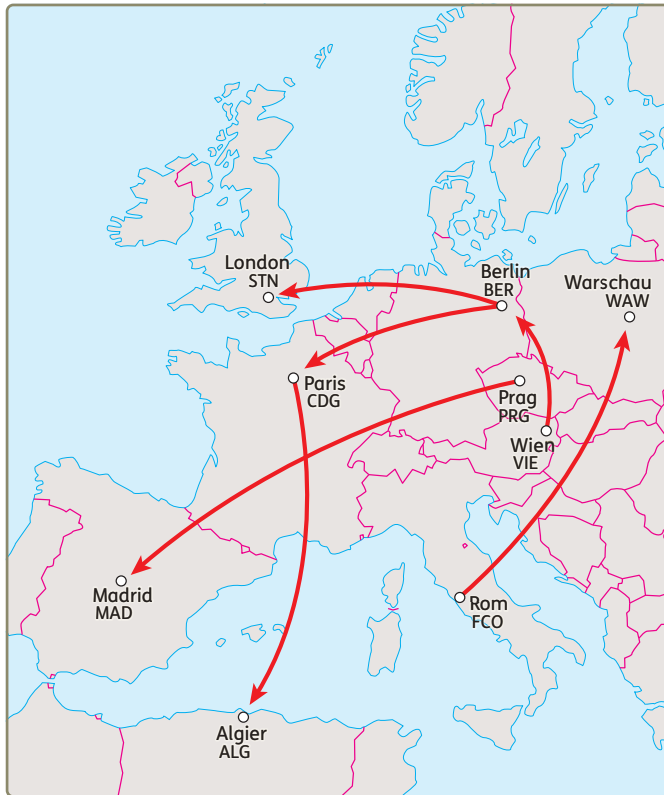 London
STN
Berlin
BER
Warschau
WAW
Paris
CDG
Prag
PRG
Wien
VIE
Madrid
MAD
Rom
FCO
Algier
ALG